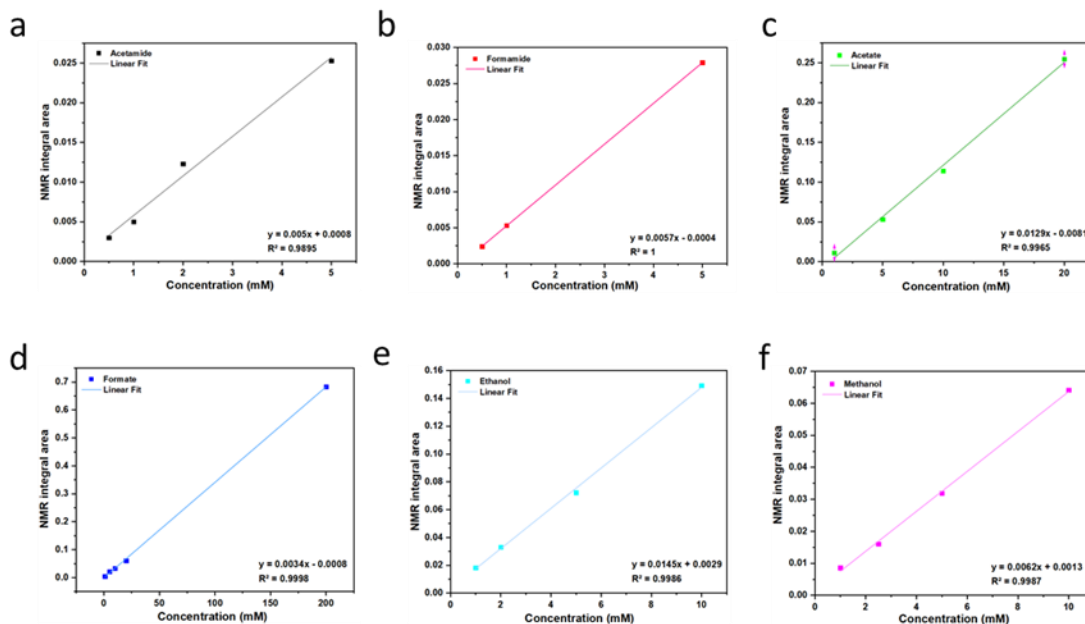 a
Acetamide
Linear Fit
NMR integral area
0.025
0.020
0.015
0.010
0.005
0.000
y = 0.005x + 0.0008
R² = 0.9895
0 1 2 3 4 5
Concentration (mM)
b
Formamide
Linear Fit
NMR integral area
0.030
0.025
0.020
0.015
0.010
0.005
0.000
y = 0.0057x - 0.0004
R² = 1
0 1 2 3 4 5
Concentration (mM)
c
Acetate
Linear Fit
NMR integral area
0.25
0.20
0.15
0.10
0.05
0.00
y = 0.0129x - 0.0081
R² = 0.9965
0 5 10 15 20
Concentration (mM)
d
Formate
Linear Fit
NMR integral area
0.7
0.6
0.5
0.4
0.3
0.2
0.1
0.0
y = 0.0034x - 0.0008
R² = 0.9998
0 50 100 150 200
Concentration (mM)
e
Ethanol
Linear Fit
NMR integral area
0.16
0.14
0.12
0.10
0.08
0.06
0.04
0.02
0.00
y = 0.0145x + 0.0029
R² = 0.9986
0 2 4 6 8 10
Concentration (mM)
f
Methanol
Linear Fit
NMR integral area
0.07
0.06
0.05
0.04
0.03
0.02
0.01
0.00
y = 0.0062x + 0.0013
R² = 0.9987
0 2 4 6 8 10
Concentration (mM)